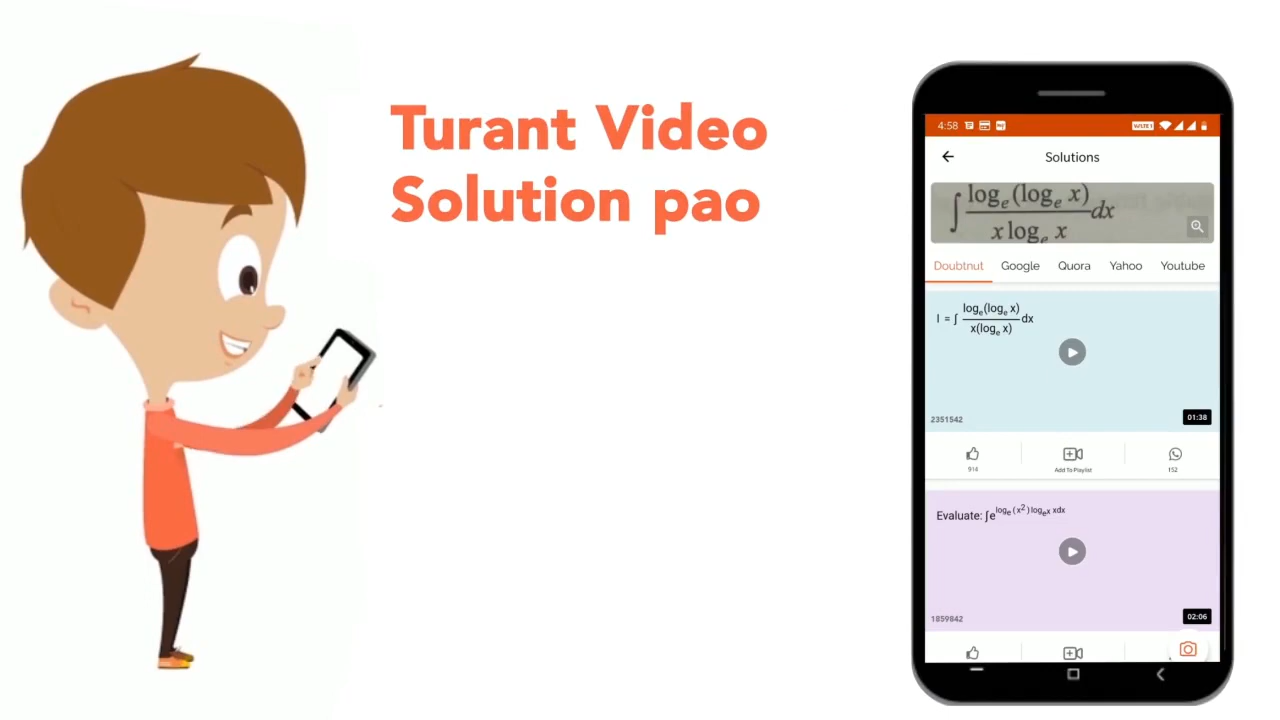 Turant Video
Solution pao
4:58
VoLTE1
Solutions
∫ logₑ(logₑ x) / x logₑ x dx
Doubtnut Google Quora Yahoo Youtube
I = ∫ logₑ(logₑ x) / x(logₑ x) dx
2351542 01:38
914 Add To Playlist 152
Evaluate: ∫e^logₑ(x²)logₑx xdx
1859842 02:06